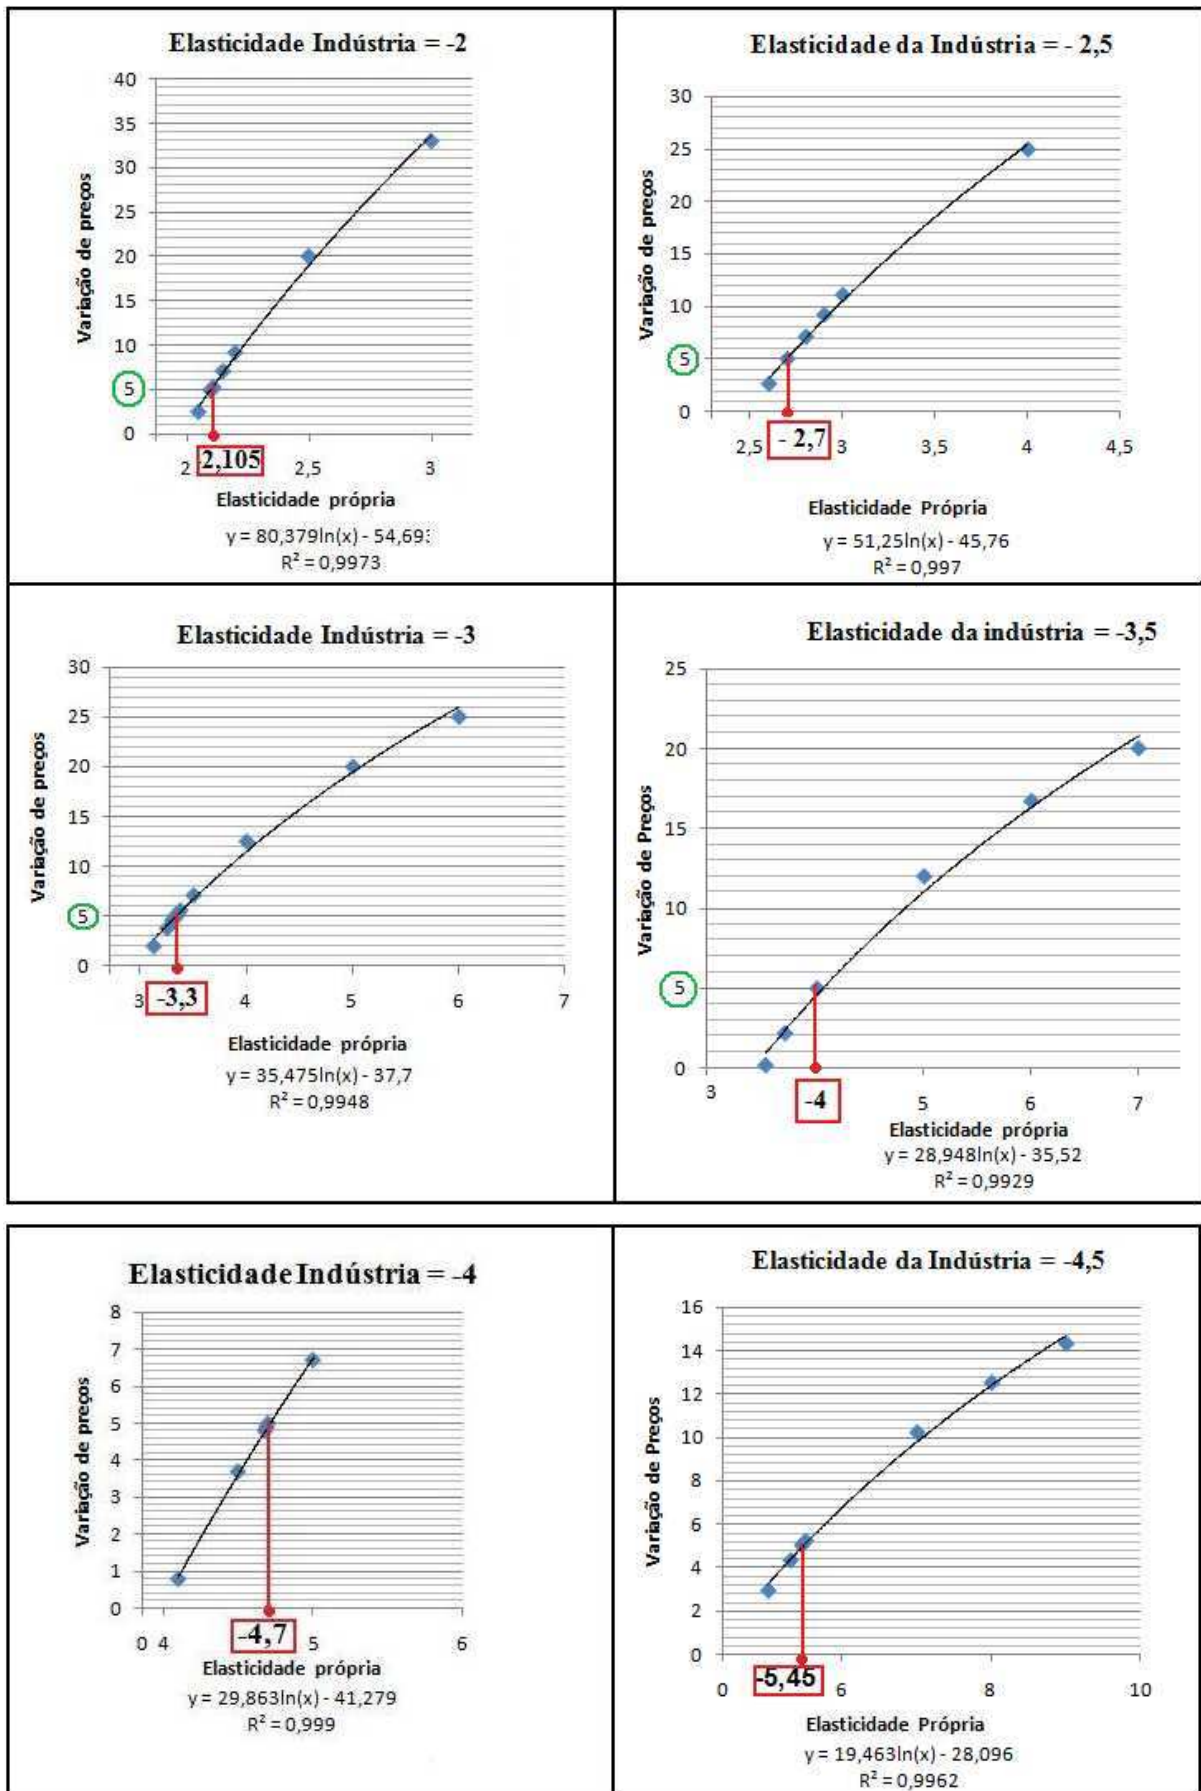 Elasticidade Indústria = -2
40
35
30
25
20
15
10
5
0
Variação de preços
2
2,105
2,5
3
Elasticidade própria
y = 80,379ln(x) - 54,693
R² = 0,9973
Elasticidade da Indústria = - 2,5
30
25
20
15
10
5
0
Variação de preços
2,5
- 2,7
3
3,5
4
4,5
Elasticidade Própria
y = 51,25ln(x) - 45,76
R² = 0,997
Elasticidade Indústria = -3
30
25
20
15
10
5
0
Variação de preços
3
-3,3
4
5
6
7
Elasticidade própria
y = 35,475ln(x) - 37,7
R² = 0,9948
Elasticidade da indústria = -3,5
25
20
15
10
5
0
Variação de Preços
3
-4
5
6
7
Elasticidade própria
y = 28,948ln(x) - 35,52
R² = 0,9929
Elasticidade Indústria = -4
8
7
6
5
4
3
2
1
0
Variação de preços
0 4
-4,7
5
6
Elasticidade própria
y = 29,863ln(x) - 41,279
R² = 0,999
Elasticidade da Indústria = -4,5
16
14
12
10
8
6
4
2
0
Variação de Preços
0
-5,45
6
8
10
Elasticidade Própria
y = 19,463ln(x) - 28,096
R² = 0,9962